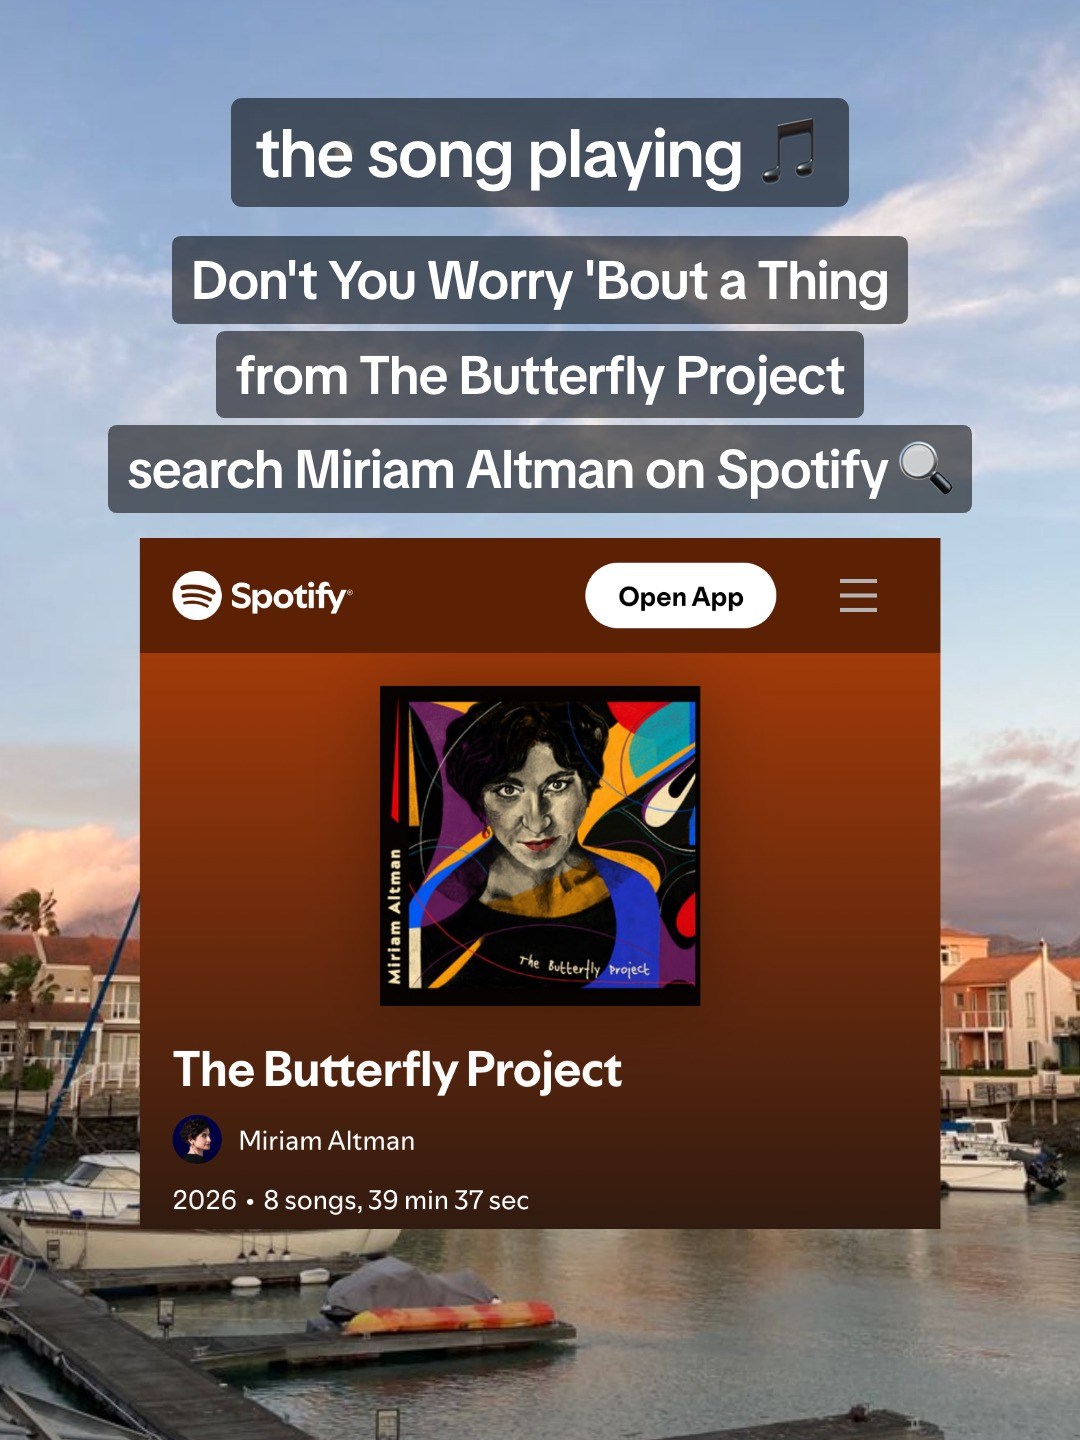 the song playing 🎵
Don't You Worry 'Bout a Thing
from The Butterfly Project
search Miriam Altman on Spotify 🔍
Spotify®
Open App
Miriam Altman
The Butterfly Project
The Butterfly Project
Miriam Altman
2026 • 8 songs, 39 min 37 sec